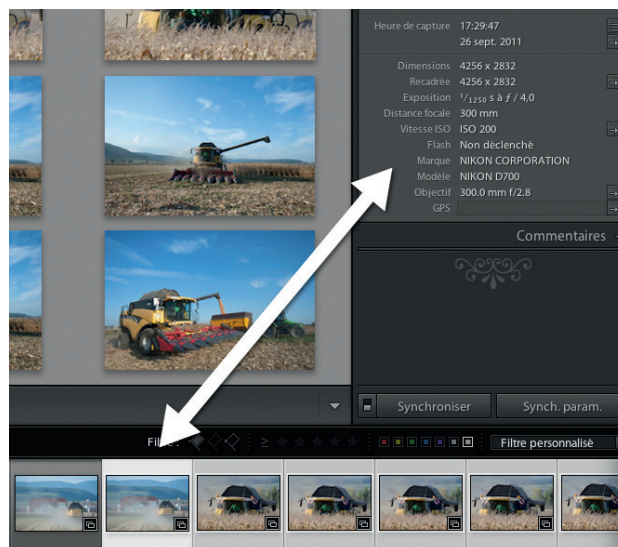 Heure de capture 17:29:47
26 sept. 2011
Dimensions 4256 x 2832
Recadrée 4256 x 2832
Exposition 1/1250 s à ƒ / 4,0
Distance focale 300 mm
Vitesse ISO ISO 200
Flash Non déclenché
Marque NIKON CORPORATION
Modèle NIKON D700
Objectif 300.0 mm f/2.8
GPS
Commentaires
Synchroniser Synch. param.
≥ Filtre personnalisé